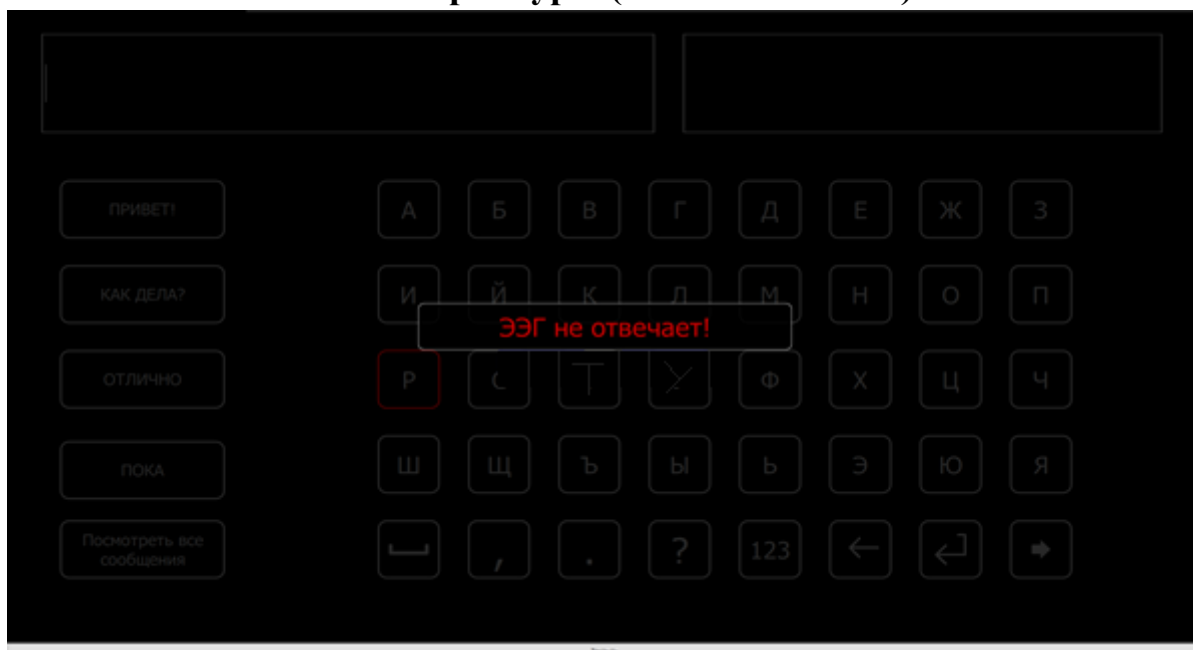 ПРИВЕТ! А Б В Г Д Е Ж З
КАК ДЕЛА? И Й К Л М Н О П
ЭЭГ не отвечает!
ОТЛИЧНО Р С Т У Ф Х Ц Ч
ПОКА Ш Щ Ъ Ы Ь Э Ю Я
Посмотреть все
сообщения
, . ? 123